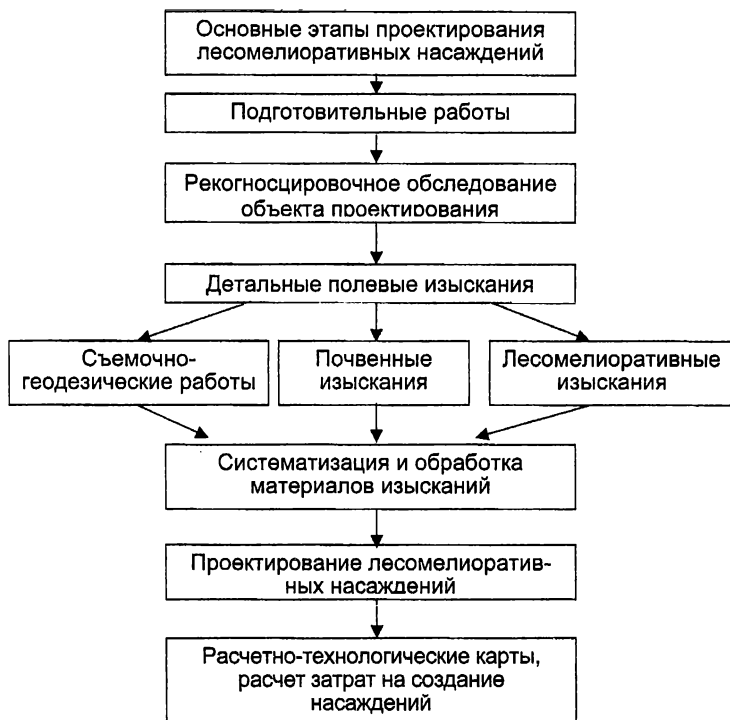 Основные этапы проектирования
лесомелиоративных насаждений
Подготовительные работы
Рекогносцировочное обследование
объекта проектирования
Детальные полевые изыскания
Съемочно-
геодезические работы
Почвенные
изыскания
Лесомелиоративные
изыскания
Систематизация и обработка
материалов изысканий
Проектирование лесомелиоратив-
ных насаждений
Расчетно-технологические карты,
расчет затрат на создание
насаждений